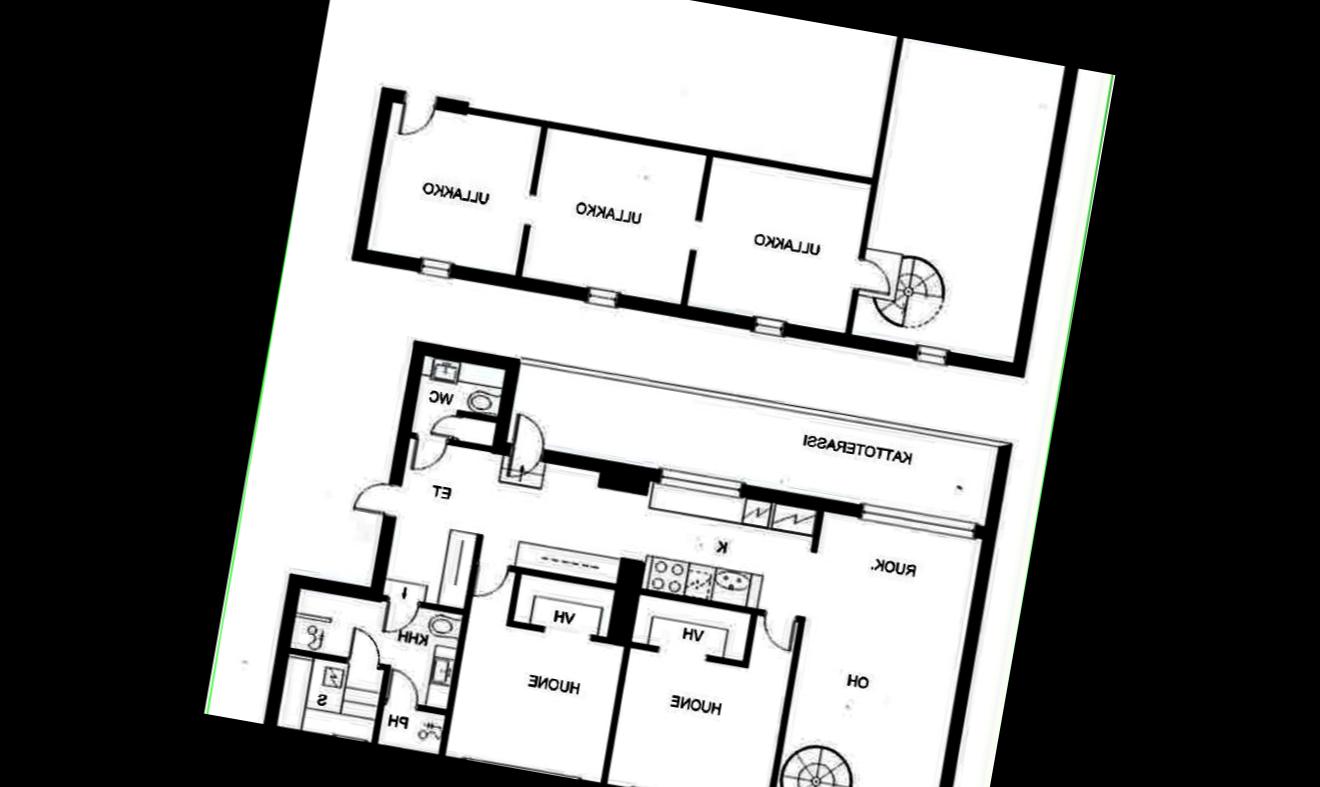 ULLAKKO
ULLAKKO
ULLAKKO
WC
KATTOTERASSI
ET
K
RUOK.
VH
VH
KHH
HUONE
HUONE
OH
S
PH